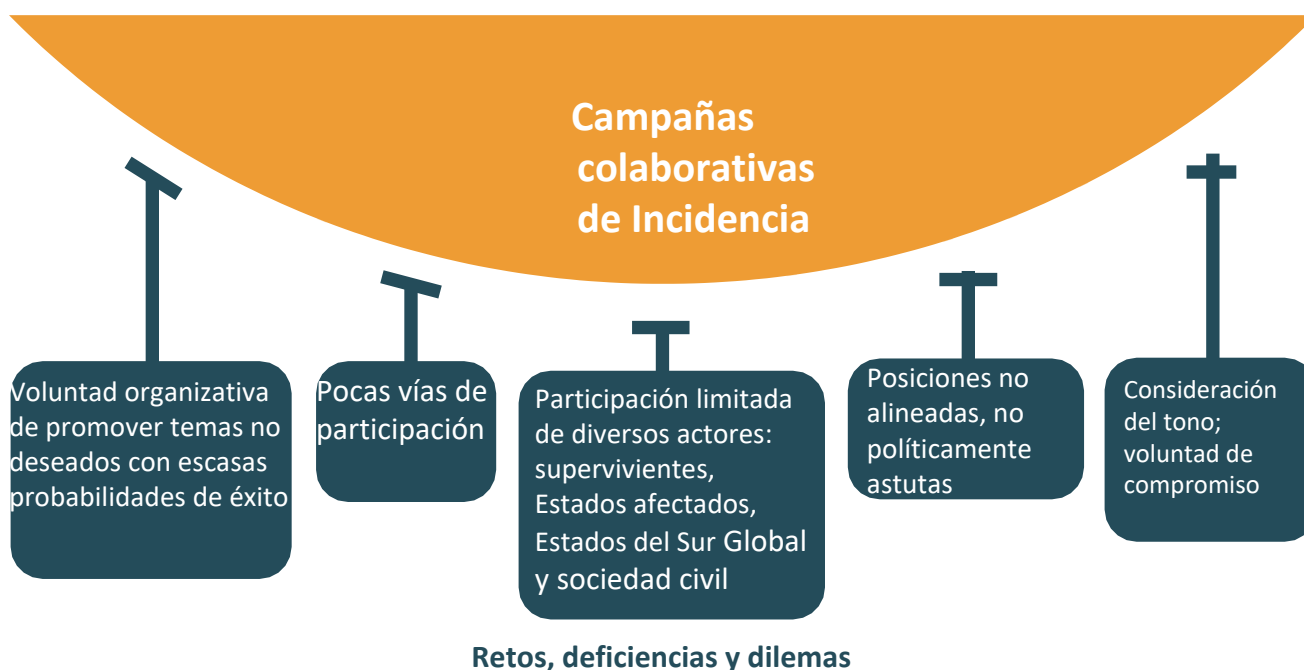 Campañas
colaborativas
de Incidencia
Voluntad organizativa
de promover temas no
deseados con escasas
probabilidades de éxito
Pocas vías de
participación
Participación limitada
de diversos actores:
supervivientes,
Estados afectados,
Estados del Sur Global
y sociedad civil
Posiciones no
alineadas, no
políticamente
astutas
Consideración
del tono;
voluntad de
compromiso
Retos, deficiencias y dilemas